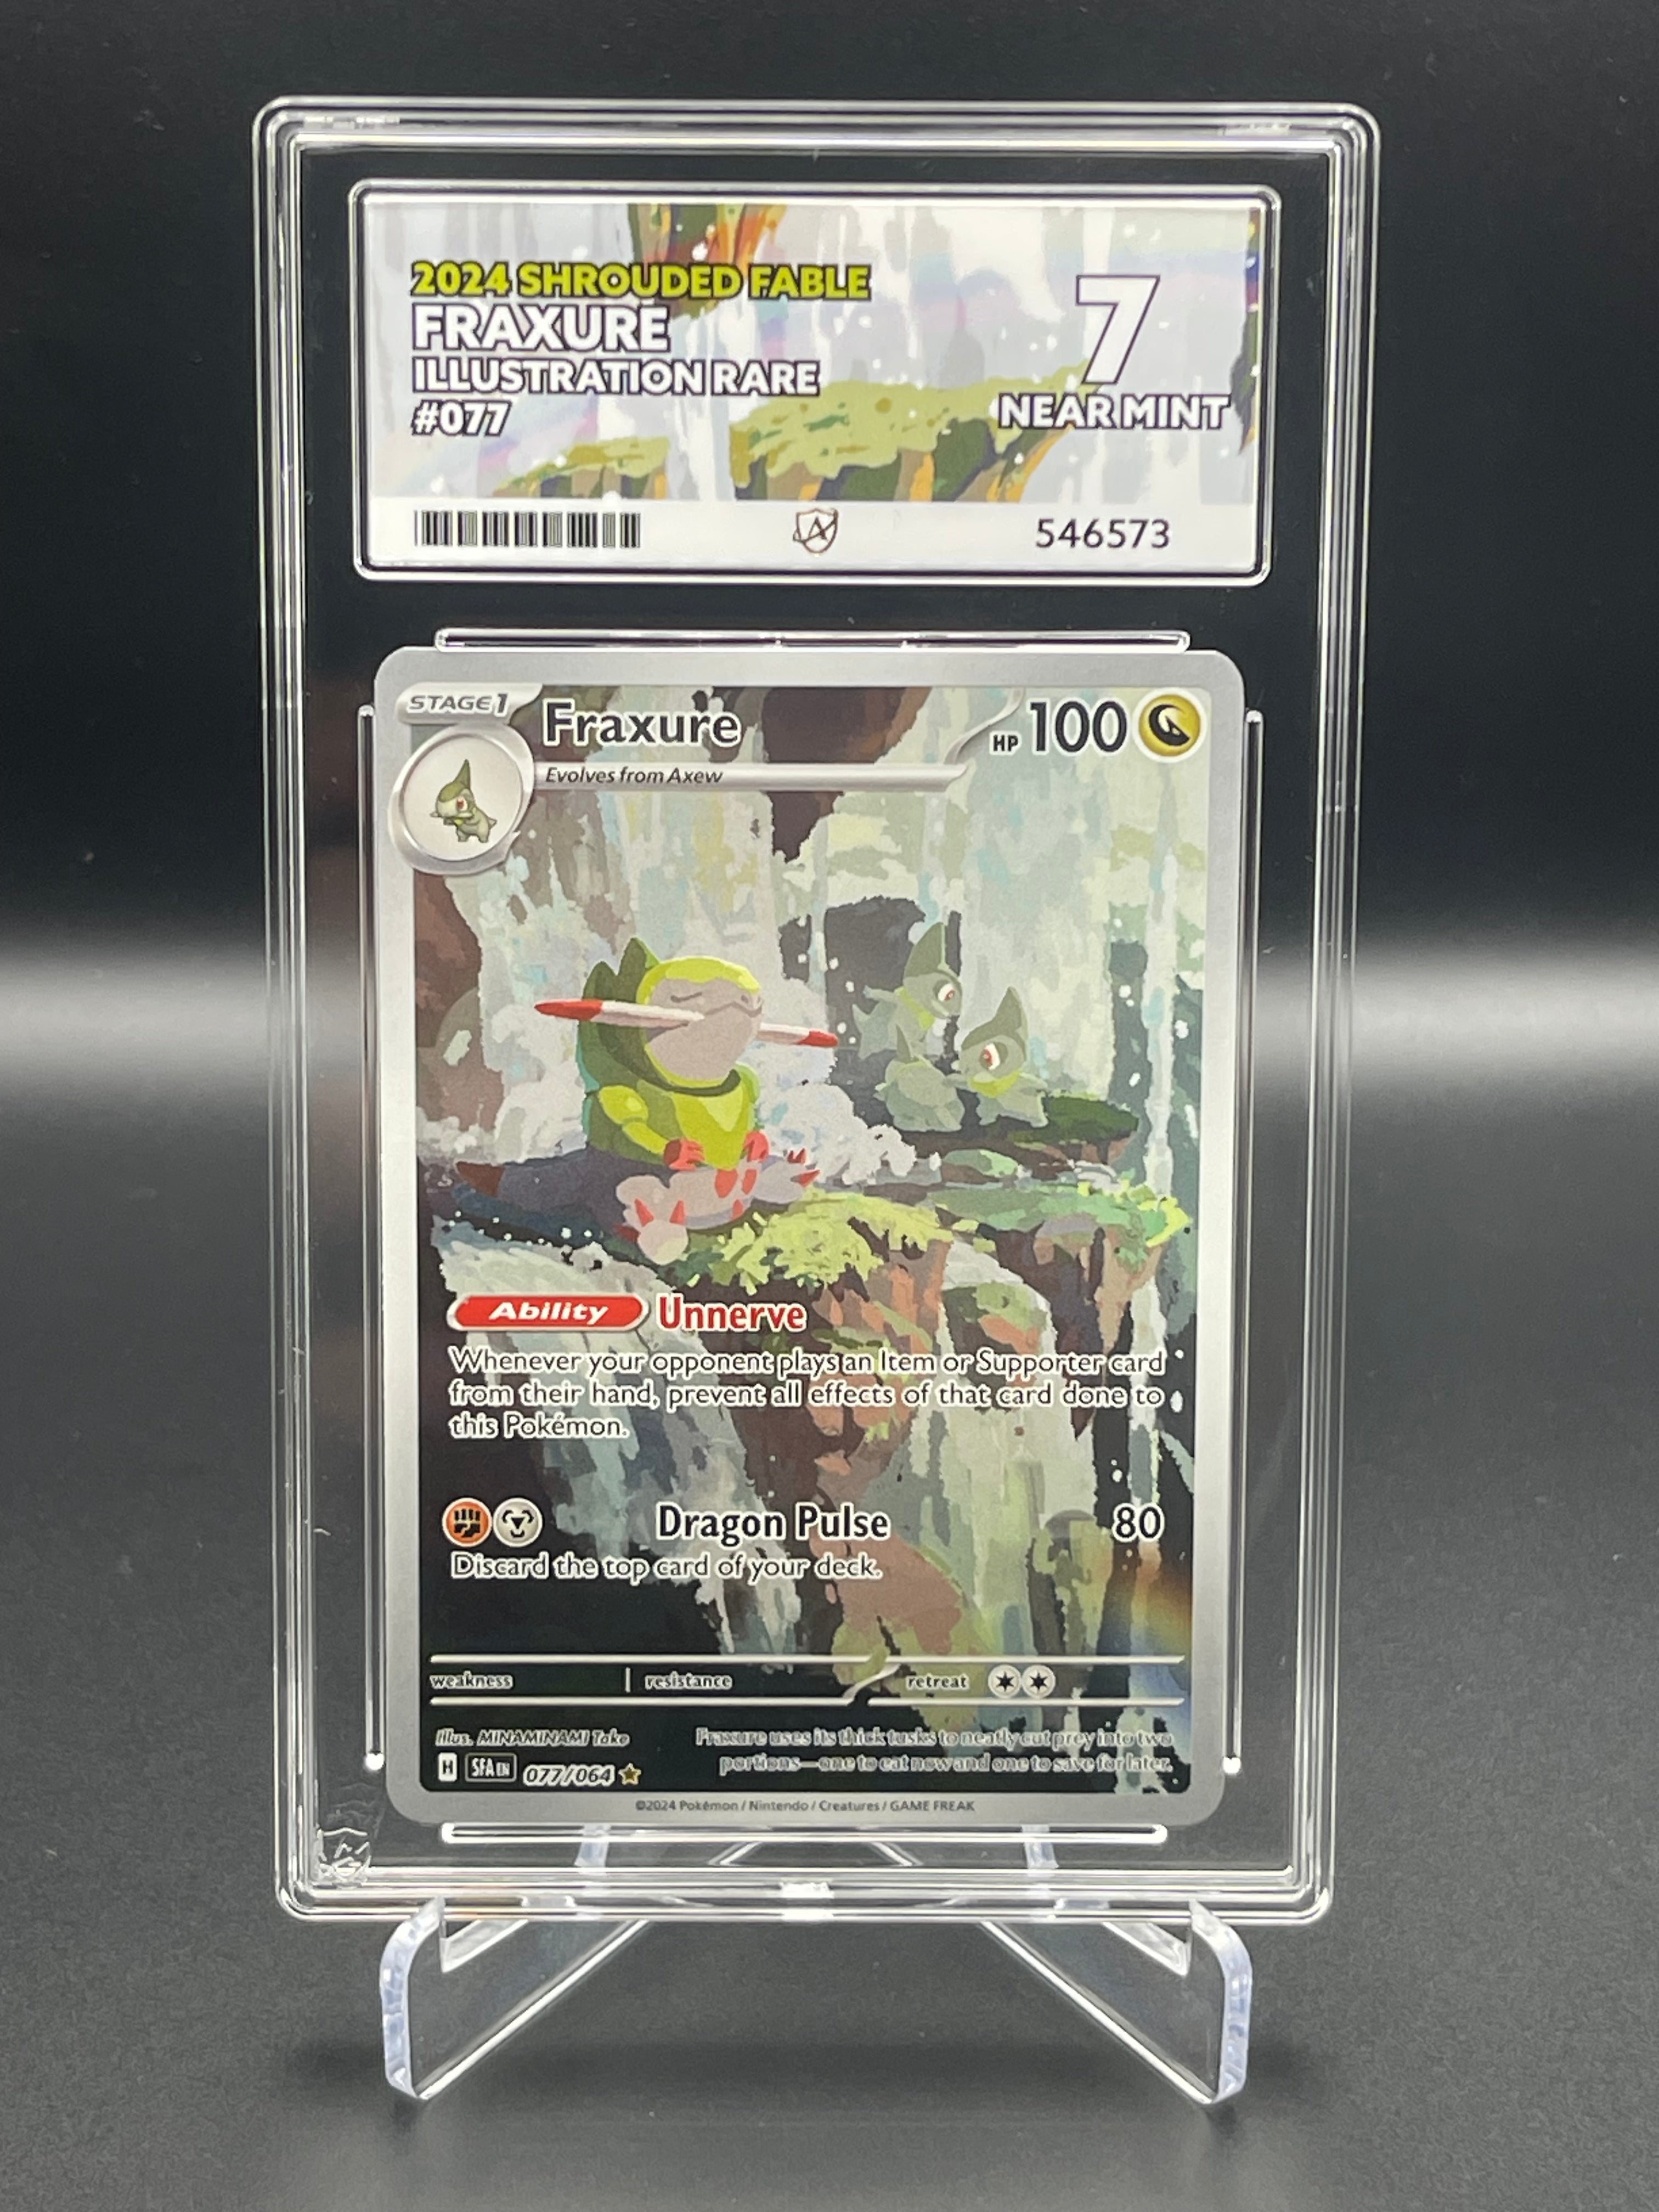 2024 SHROUDED FABLE
FRAXURE
ILLUSTRATION RARE
#077
7
NEAR MINT
546573
STAGE 1
Fraxure
HP 100
Evolves from Axew
Ability Unnerve
Whenever your opponent plays an Item or Supporter card
from their hand, prevent all effects of that card done to
this Pokémon.
Dragon Pulse 80
Discard the top card of your deck.
weakness resistance retreat
Illus. MINAMINAMI Take
Fraxure uses its thick tusks to neatly cut prey into two
portions—one to eat now and one to save for later.
H SFA EN 077/064
©2024 Pokémon / Nintendo / Creatures / GAME FREAK